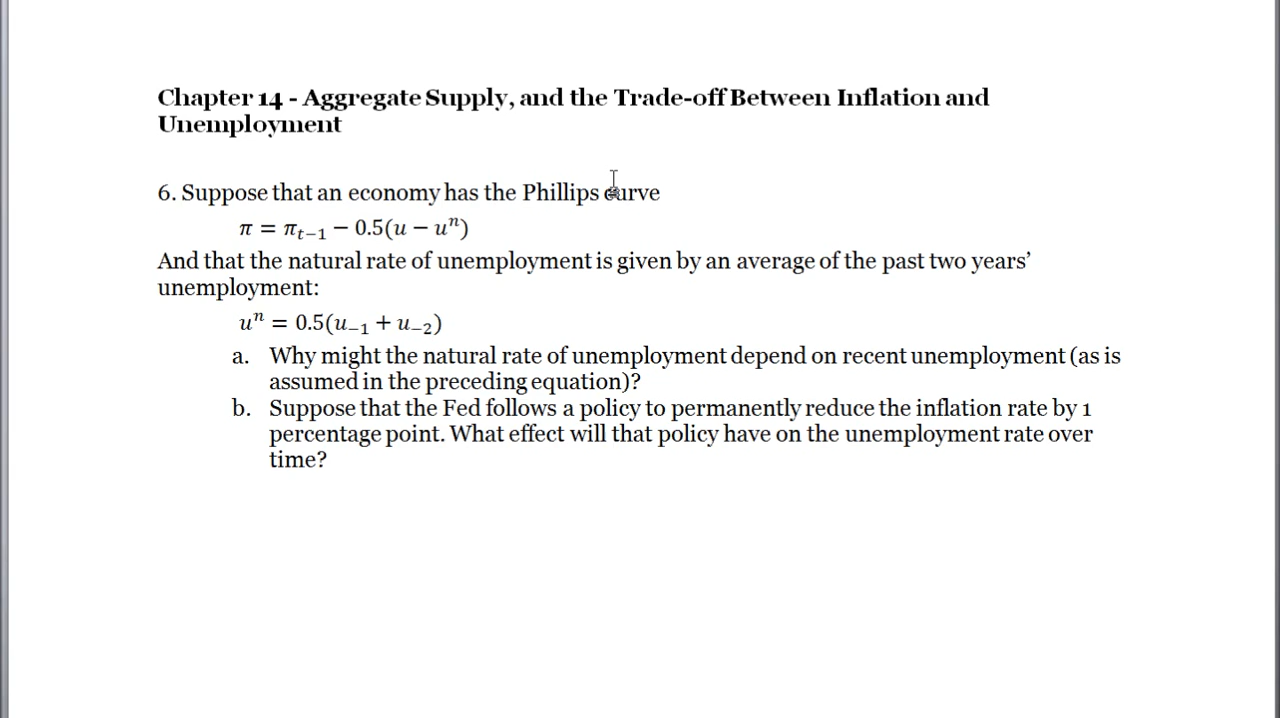 Chapter 14 - Aggregate Supply, and the Trade-off Between Inflation and
Unemployment
6. Suppose that an economy has the Phillips curve
π = πₜ₋₁ − 0.5(u − uⁿ)
And that the natural rate of unemployment is given by an average of the past two years’
unemployment:
uⁿ = 0.5(u₋₁ + u₋₂)
a. Why might the natural rate of unemployment depend on recent unemployment (as is
assumed in the preceding equation)?
b. Suppose that the Fed follows a policy to permanently reduce the inflation rate by 1
percentage point. What effect will that policy have on the unemployment rate over
time?